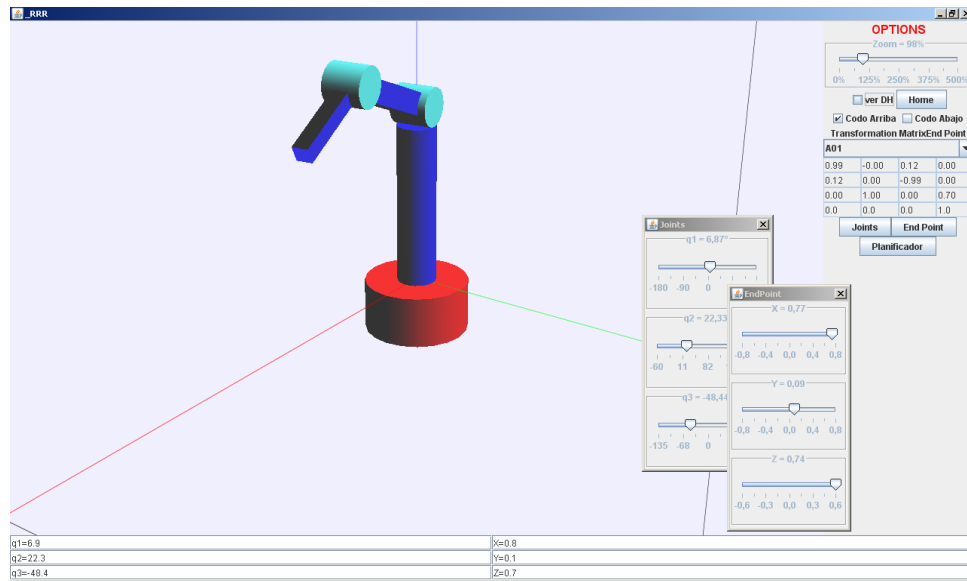 _RRR
OPTIONS
Zoom = 98%
0% 125% 250% 375% 500%
ver DH Home
Codo Arriba Codo Abajo
Transformation MatrixEnd Point
A01
0.99 -0.00 0.12 0.00
0.12 0.00 -0.99 0.00
0.00 1.00 0.00 0.70
0.0 0.0 0.0 1.0
Joints End Point
Planificador
Joints
q1 = 6,87°
-180 -90 0
q2 = 22,33
-60 11 82
q3 = -48,44
-135 -68 0
EndPoint
X = 0,77
-0,8 -0,4 0,0 0,4 0,8
Y = 0,09
-0,8 -0,4 0,0 0,4 0,8
Z = 0,74
-0,6 -0,3 0,0 0,3 0,6
q1=6.9 X=0.8
q2=22.3 Y=0.1
q3=-48.4 Z=0.7